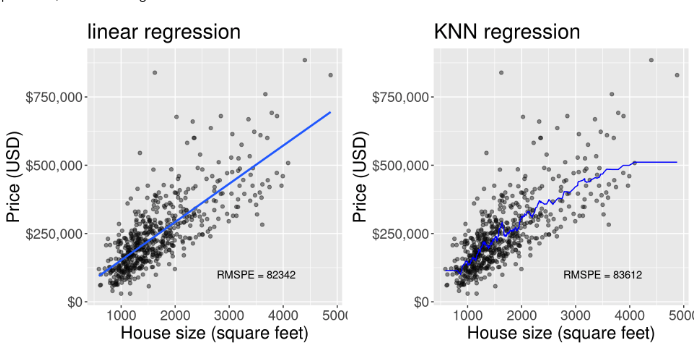 linear regression
KNN regression
Price (USD)
$750,000
$500,000
$250,000
$0
RMSPE = 82342
1000 2000 3000 4000
House size (square feet)
Price (USD)
$750,000
$500,000
$250,000
$0
RMSPE = 83612
1000 2000 3000 4000
House size (square feet)